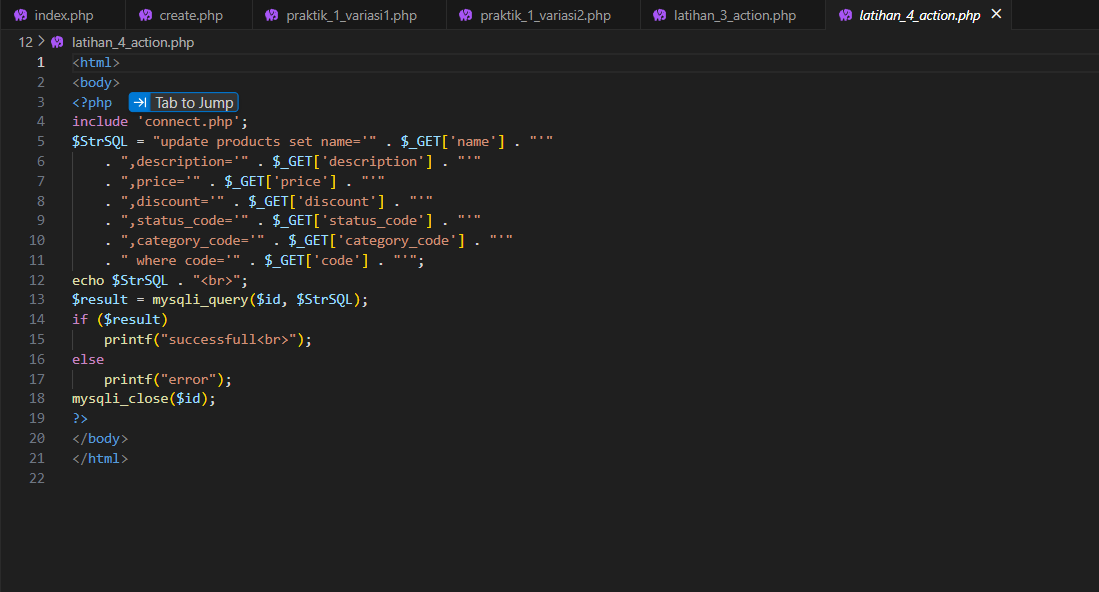 index.php create.php praktik_1_variasi1.php praktik_1_variasi2.php latihan_3_action.php latihan_4_action.php
12 > latihan_4_action.php
1 <html>
2 <body>
3 <?php Tab to Jump
4 include 'connect.php';
5 $StrSQL = "update products set name='" . $_GET['name'] . "'"
6 . ",description='" . $_GET['description'] . "'"
7 . ",price='" . $_GET['price'] . "'"
8 . ",discount='" . $_GET['discount'] . "'"
9 . ",status_code='" . $_GET['status_code'] . "'"
10 . ",category_code='" . $_GET['category_code'] . "'"
11 . " where code='" . $_GET['code'] . "'";
12 echo $StrSQL . "<br>";
13 $result = mysqli_query($id, $StrSQL);
14 if ($result)
15 printf("successfull<br>");
16 else
17 printf("error");
18 mysqli_close($id);
19 ?>
20 </body>
21 </html>
22